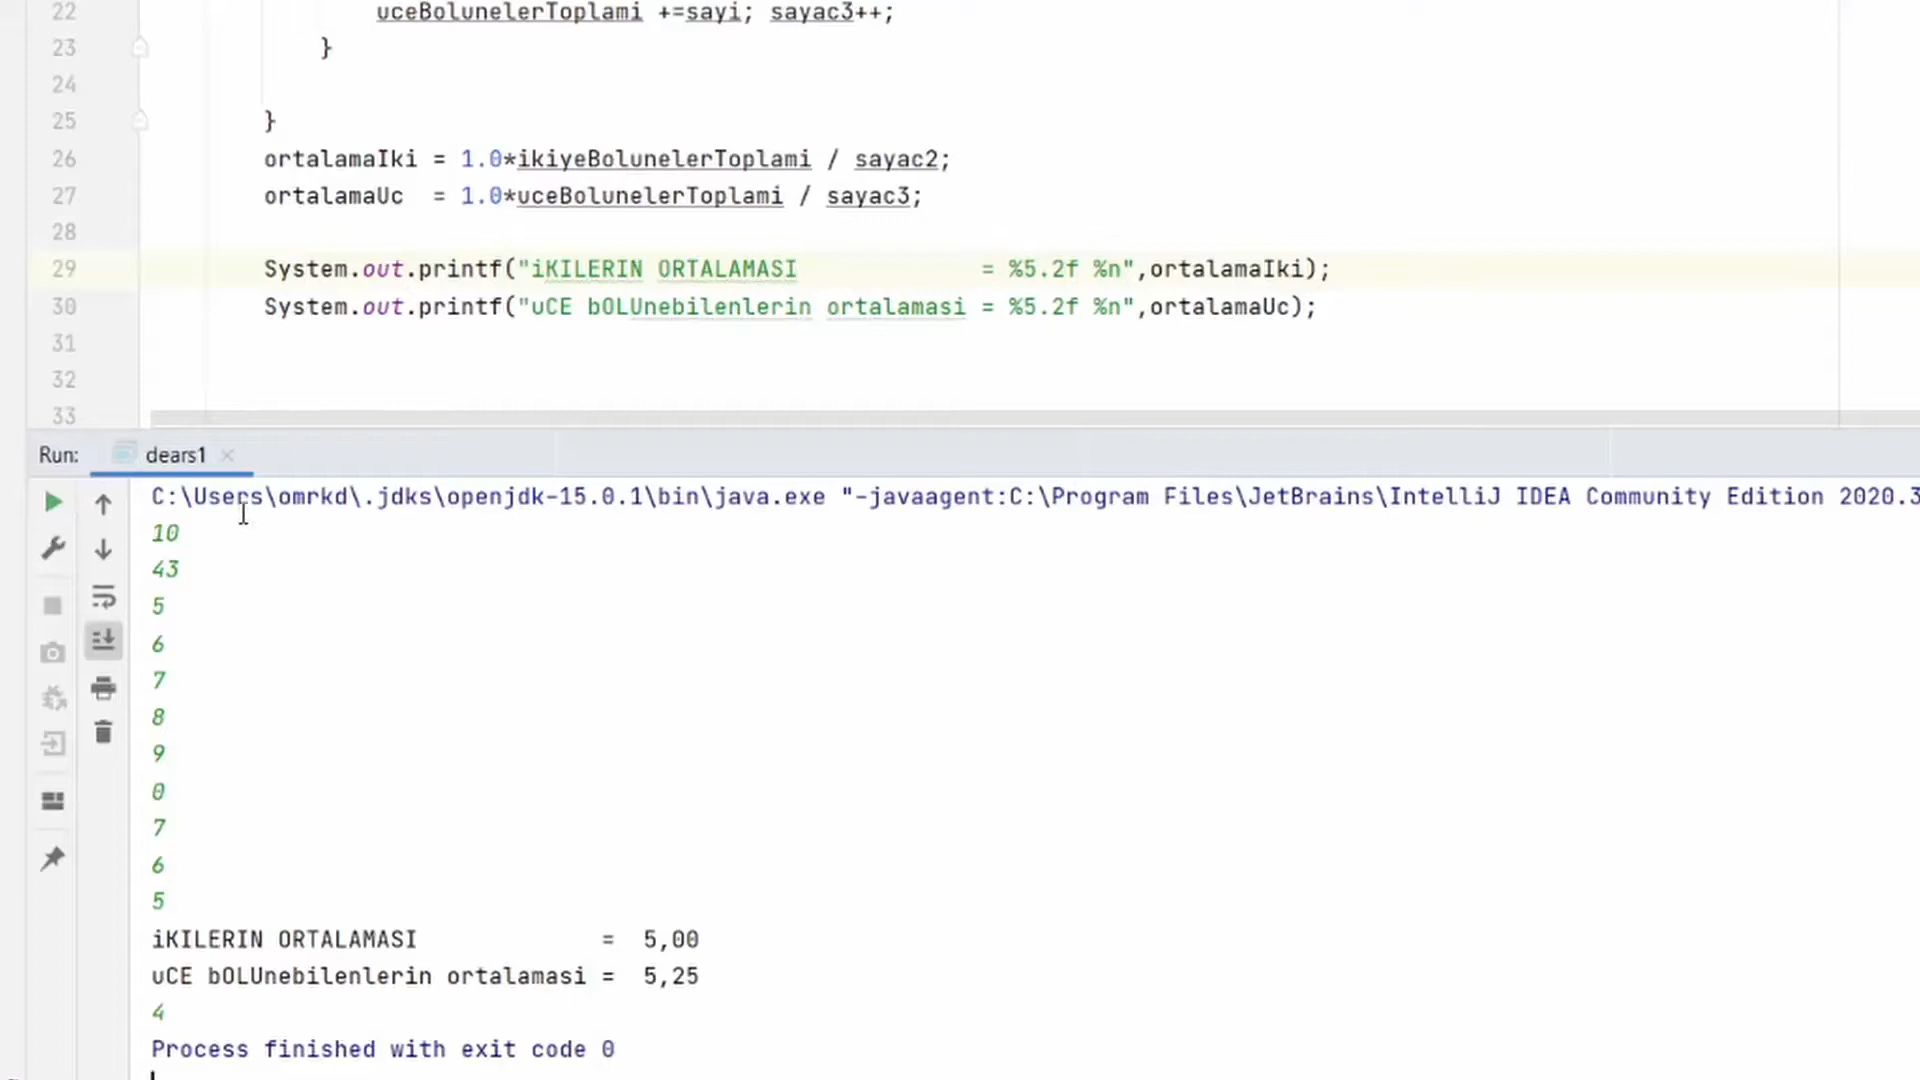 22 uceBolunelerToplami +=sayi; sayac3++;
23 }
24
25 }
26 ortalamaIki = 1.0*ikiyeBolunelerToplami / sayac2;
27 ortalamaUc = 1.0*uceBolunelerToplami / sayac3;
28
29 System.out.printf("iKILERIN ORTALAMASI = %5.2f %n",ortalamaIki);
30 System.out.printf("uCE bOLUnebilenlerin ortalamasi = %5.2f %n",ortalamaUc);
31
32
33
Run: dears1
C:\Users\omrkd\.jdks\openjdk-15.0.1\bin\java.exe "-javaagent:C:\Program Files\JetBrains\IntelliJ IDEA Community Edition 2020.3
10
43
5
6
7
8
9
0
7
6
5
iKILERIN ORTALAMASI = 5,00
uCE bOLUnebilenlerin ortalamasi = 5,25
4
Process finished with exit code 0